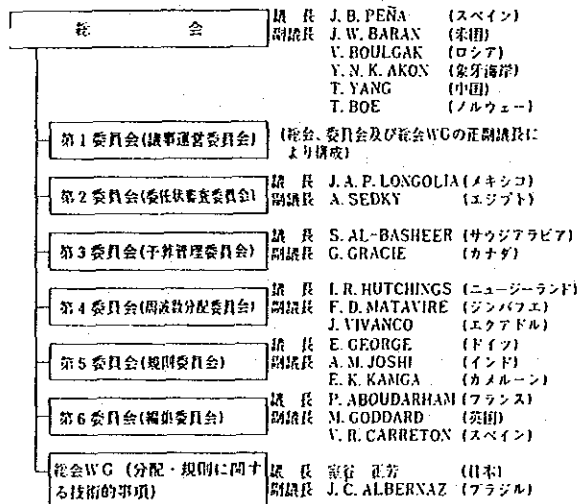 総会
議長 J. B. PEÑA (スペイン)
副議長 J. W. BARAN (米国)
V. BOULGAK (ロシア)
Y. N. K. AKON (象牙海岸)
T. YANG (中国)
T. BOE (ノルウェー)
第1委員会(議事運営委員会)
(総会、委員会及び総会WGの正副議長に
より構成)
第2委員会(委任状審査委員会)
議長 J. A. P. LONGOLIA (メキシコ)
副議長 A. SEDKY (エジプト)
第3委員会(予算管理委員会)
議長 S. AL-BASHEER (サウジアラビア)
副議長 G. GRACIE (カナダ)
第4委員会(周波数分配委員会)
議長 I. R. HUTCHINGS (ニュージーランド)
副議長 F. D. MATAVIRE (ジンバブエ)
J. VIVANCO (エクアドル)
第5委員会(規則委員会)
議長 E. GEORGE (ドイツ)
副議長 A. M. JOSHI (インド)
E. K. KAMGA (カメルーン)
第6委員会(編集委員会)
議長 P. ABOUDARHAM (フランス)
副議長 M. GODDARD (英国)
V. R. CARRETON (スペイン)
総会WG (分配・規則に関す
る技術的事項)
議長 正芳 (日本)
副議長 J. C. ALBERNAZ (ブラジル)